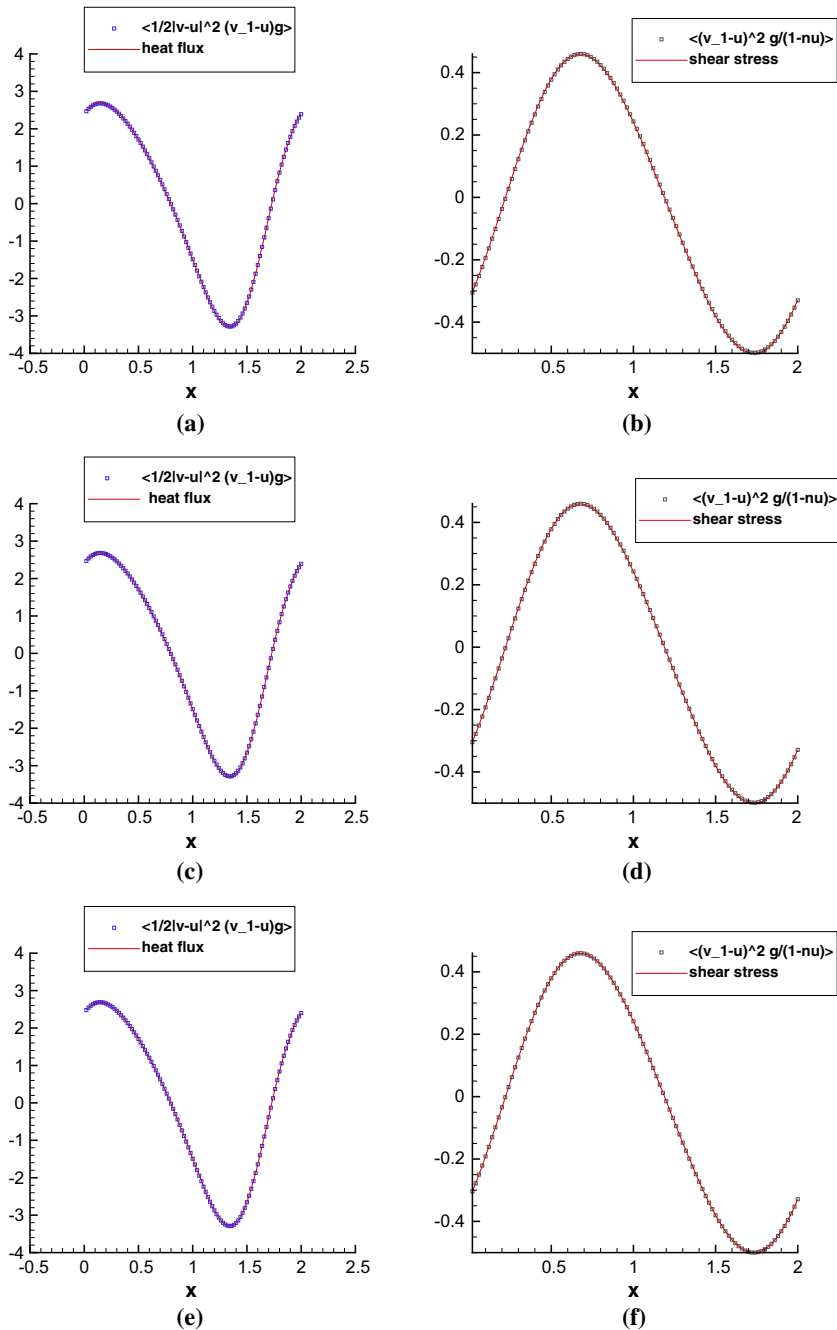 <1/2|v-u|^2 (v_1-u)g>
heat flux
4
3
2
1
0
-1
-2
-3
-4
-0.5 0 0.5 1 1.5 2 2.5
x
(a)
<(v_1-u)^2 g/(1-nu)>
shear stress
0.4
0.2
0
-0.2
-0.4
0.5 1 1.5 2
x
(b)
<1/2|v-u|^2 (v_1-u)g>
heat flux
4
3
2
1
0
-1
-2
-3
-4
-0.5 0 0.5 1 1.5 2 2.5
x
(c)
<(v_1-u)^2 g/(1-nu)>
shear stress
0.4
0.2
0
-0.2
-0.4
0.5 1 1.5 2
x
(d)
<1/2|v-u|^2 (v_1-u)g>
heat flux
4
3
2
1
0
-1
-2
-3
-4
-0.5 0 0.5 1 1.5 2 2.5
x
(e)
<(v_1-u)^2 g/(1-nu)>
shear stress
0.4
0.2
0
-0.2
-0.4
0.5 1 1.5 2
x
(f)